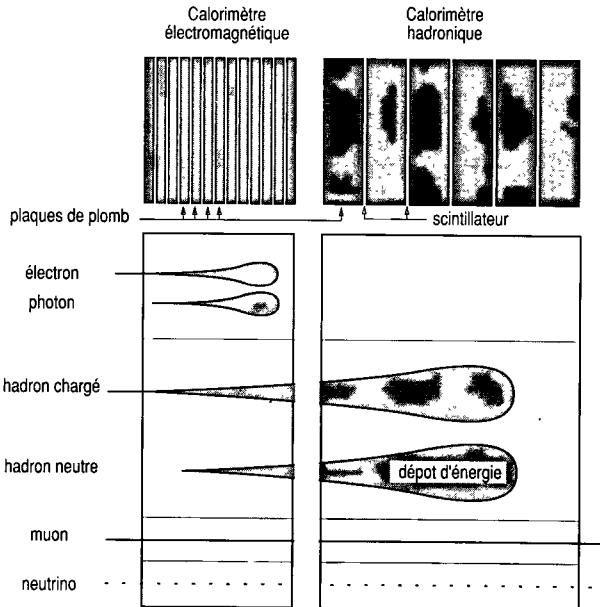 Calorimètre
électromagnétique
Calorimètre
hadronique
plaques de plomb
scintillateur
électron
photon
hadron chargé
hadron neutre
dépot d'énergie
muon
neutrino